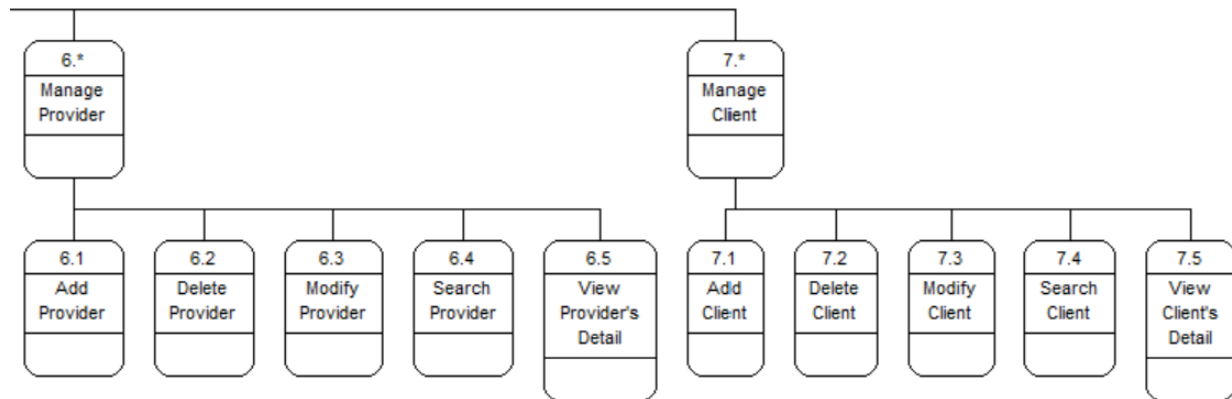 6.*
Manage
Provider
7.*
Manage
Client
6.1
Add
Provider
6.2
Delete
Provider
6.3
Modify
Provider
6.4
Search
Provider
6.5
View
Provider's
Detail
7.1
Add
Client
7.2
Delete
Client
7.3
Modify
Client
7.4
Search
Client
7.5
View
Client's
Detail